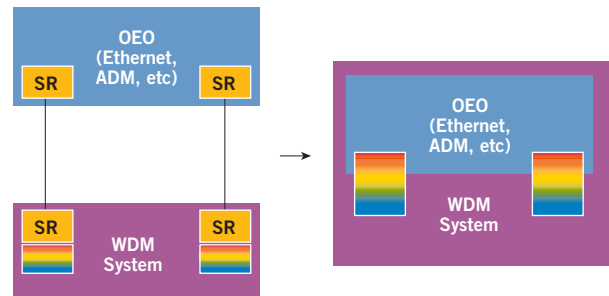 OEO
(Ethernet,
ADM, etc)
SR
SR
SR
SR
WDM
System
OEO
(Ethernet,
ADM, etc)
WDM
System